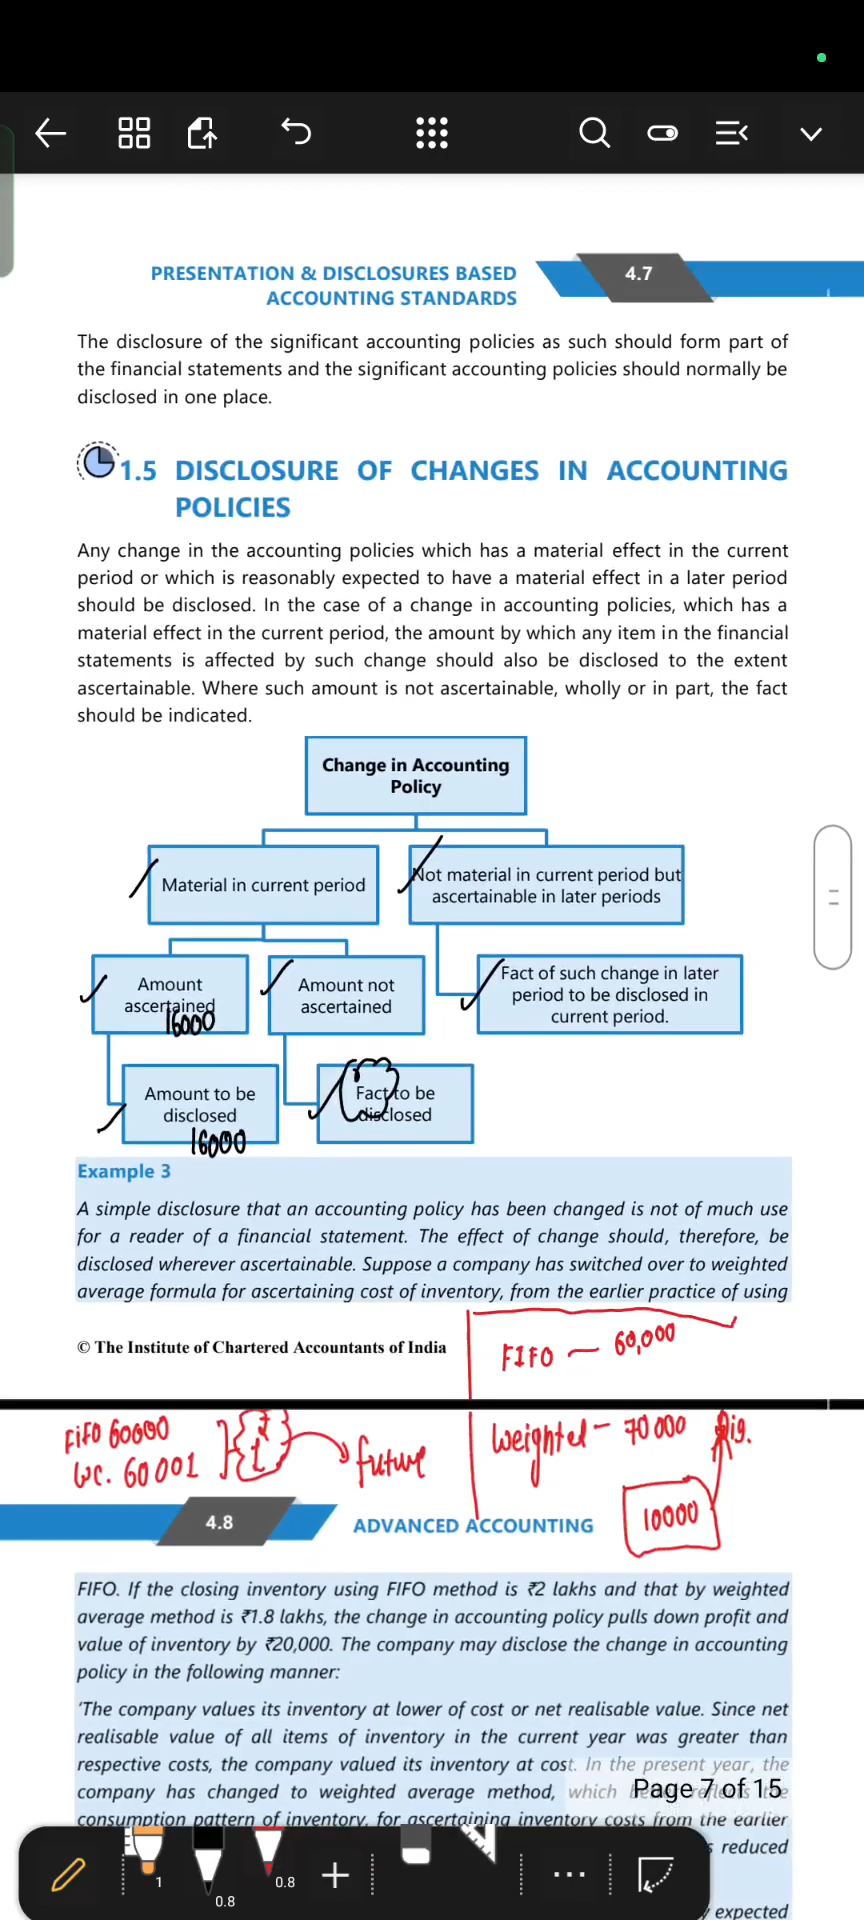 PRESENTATION & DISCLOSURES BASED
ACCOUNTING STANDARDS
4.7
The disclosure of the significant accounting policies as such should form part of
the financial statements and the significant accounting policies should normally be
disclosed in one place.
1.5 DISCLOSURE OF CHANGES IN ACCOUNTING
POLICIES
Any change in the accounting policies which has a material effect in the current
period or which is reasonably expected to have a material effect in a later period
should be disclosed. In the case of a change in accounting policies, which has a
material effect in the current period, the amount by which any item in the financial
statements is affected by such change should also be disclosed to the extent
ascertainable. Where such amount is not ascertainable, wholly or in part, the fact
should be indicated.
Change in Accounting
Policy
Material in current period
Not material in current period but
ascertainable in later periods
Amount
ascertained
16000
Amount not
ascertained
Fact of such change in later
period to be disclosed in
current period.
Amount to be
disclosed
16000
Fact to be
disclosed
Example 3
A simple disclosure that an accounting policy has been changed is not of much use
for a reader of a financial statement. The effect of change should, therefore, be
disclosed wherever ascertainable. Suppose a company has switched over to weighted
average formula for ascertaining cost of inventory, from the earlier practice of using
© The Institute of Chartered Accountants of India
FIFO — 60,000
FIFO 60000
WC. 60001
future
Weighted - 70000
10000
4.8
ADVANCED ACCOUNTING
FIFO. If the closing inventory using FIFO method is ₹2 lakhs and that by weighted
average method is ₹1.8 lakhs, the change in accounting policy pulls down profit and
value of inventory by ₹20,000. The company may disclose the change in accounting
policy in the following manner:
'The company values its inventory at lower of cost or net realisable value. Since net
realisable value of all items of inventory in the current year was greater than
respective costs, the company valued its inventory at cost. In the present year, the
company has changed to weighted average method, which better reflects the
Page 7 of 15
consumption pattern of inventory, for ascertaining inventory costs from the earlier
reduced
expected
1
0.8
0.8